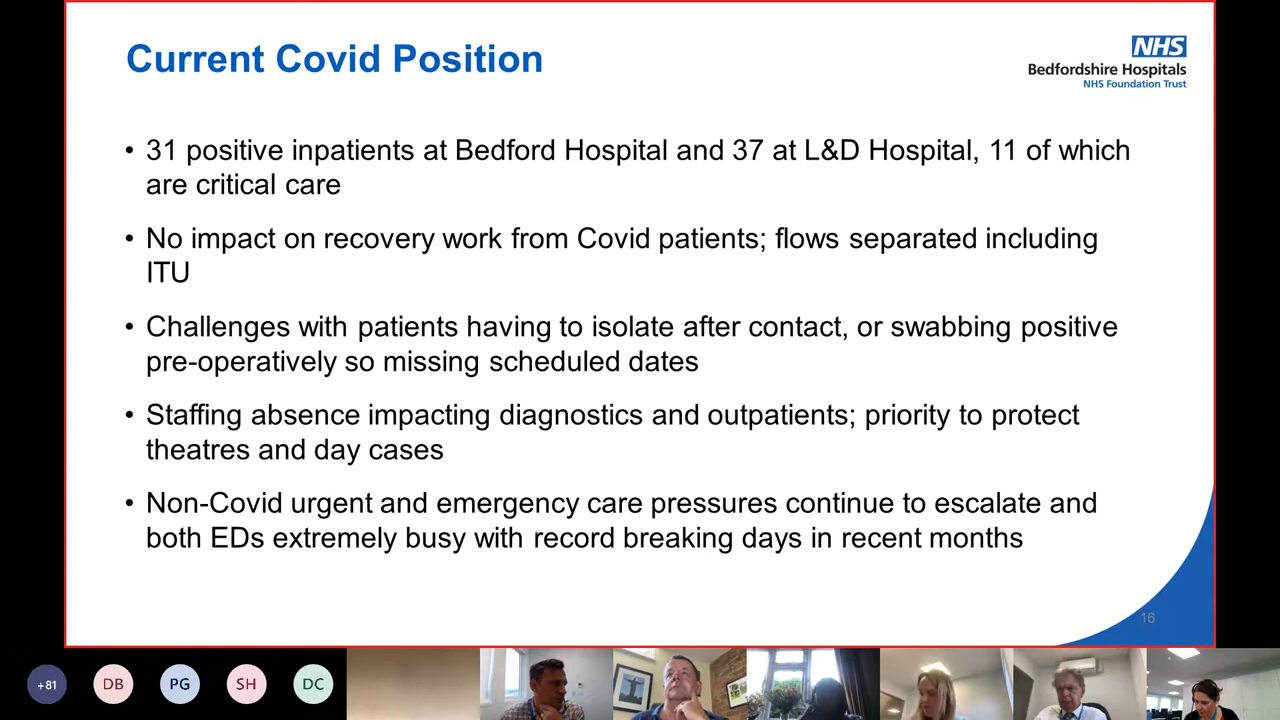 Current Covid Position
NHS
Bedfordshire Hospitals
NHS Foundation Trust
• 31 positive inpatients at Bedford Hospital and 37 at L&D Hospital, 11 of which
are critical care
• No impact on recovery work from Covid patients; flows separated including
ITU
• Challenges with patients having to isolate after contact, or swabbing positive
pre-operatively so missing scheduled dates
• Staffing absence impacting diagnostics and outpatients; priority to protect
theatres and day cases
• Non-Covid urgent and emergency care pressures continue to escalate and
both EDs extremely busy with record breaking days in recent months
16
+81
DB
PG
SH
DC